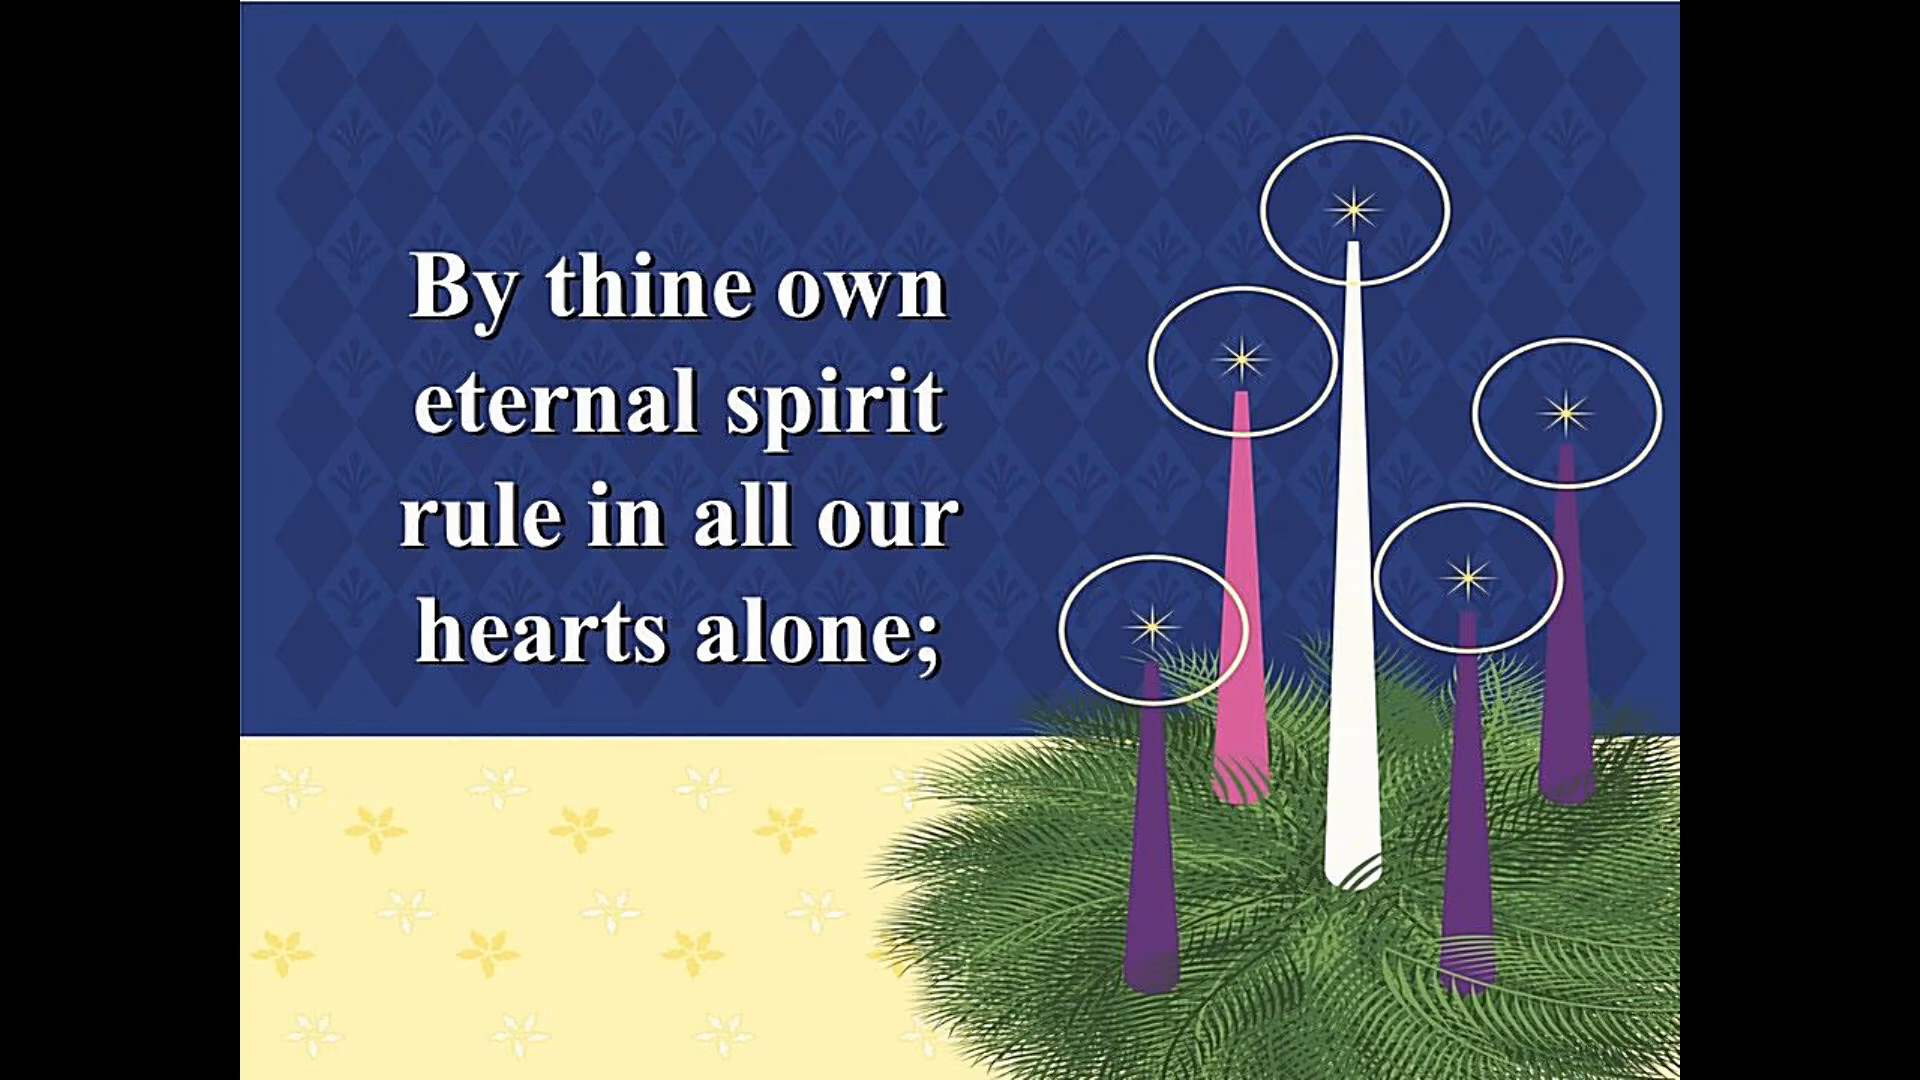 By thine own
eternal spirit
rule in all our
hearts alone;